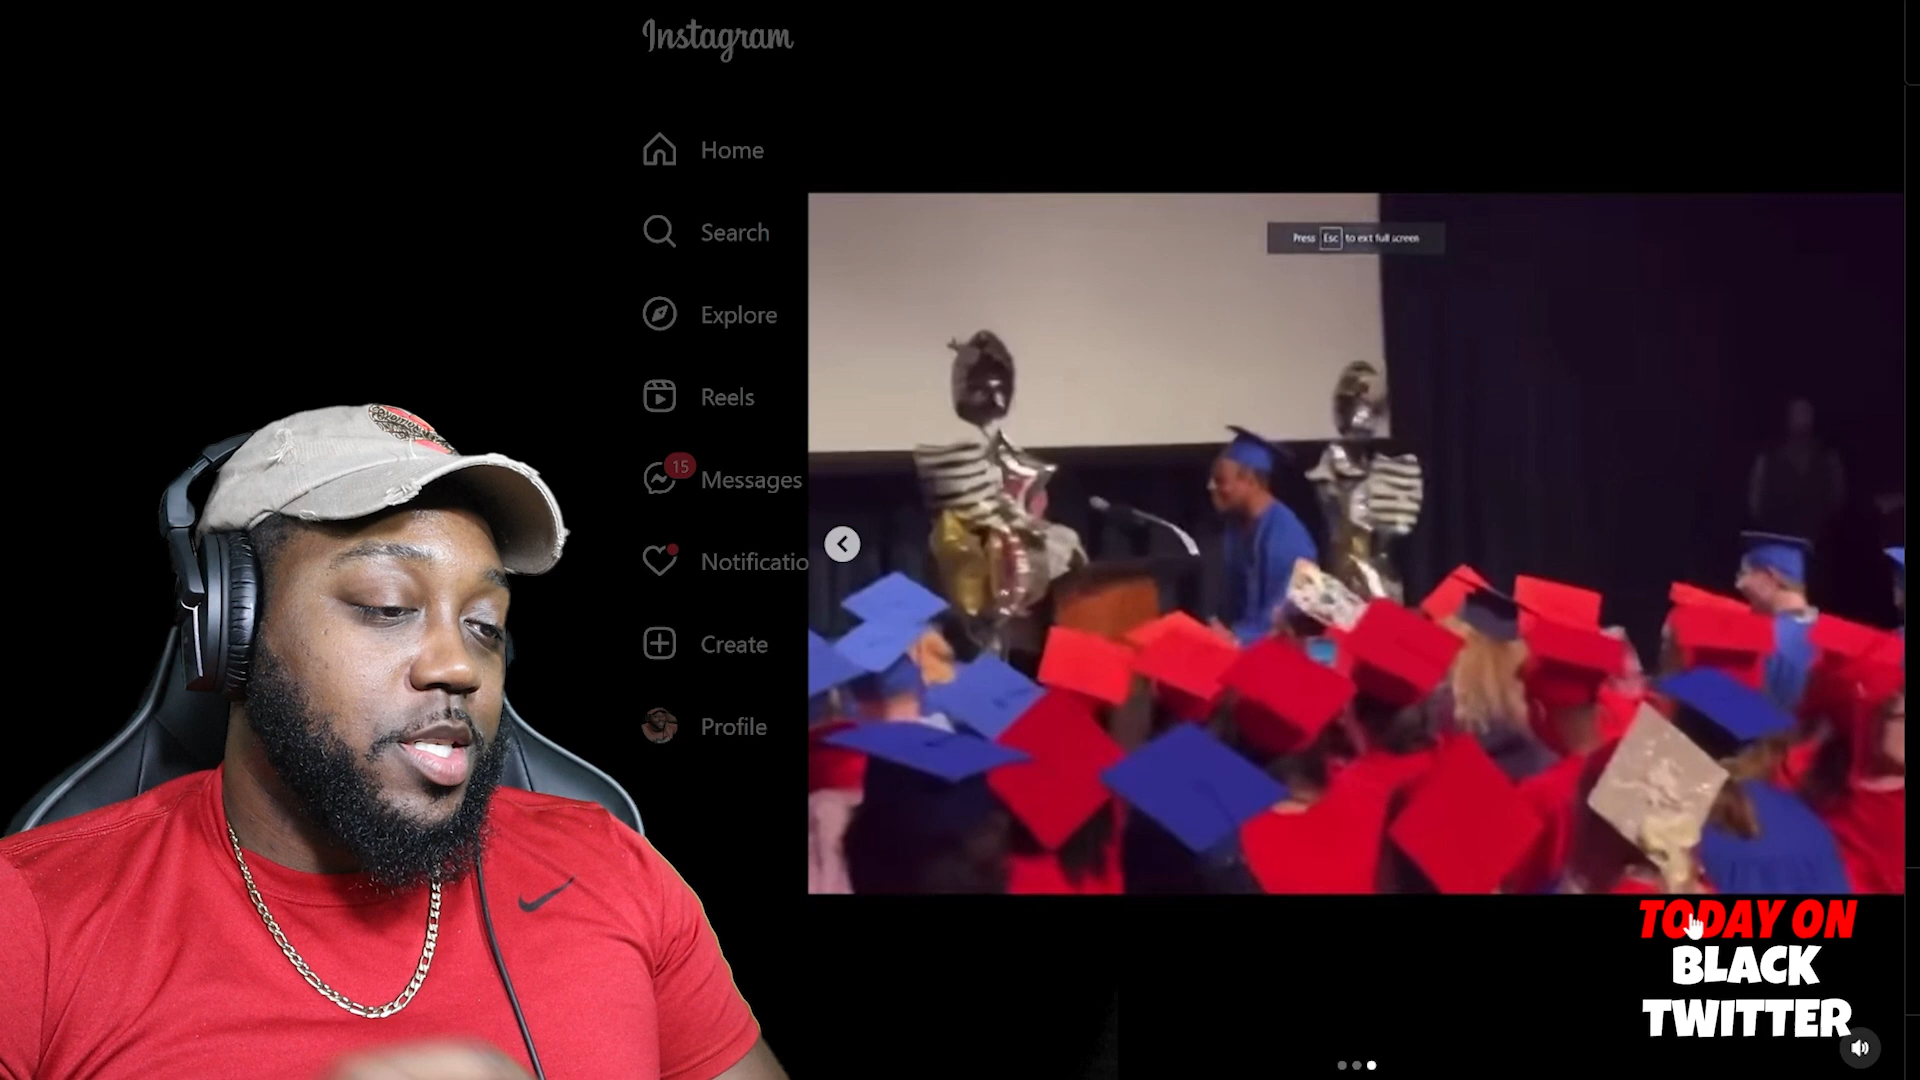 Instagram
Home
Search
Explore
Reels
15
Messages
Notificatio
Create
Profile
Press Esc to exit full screen
TODAY ON
BLACK
TWITTER